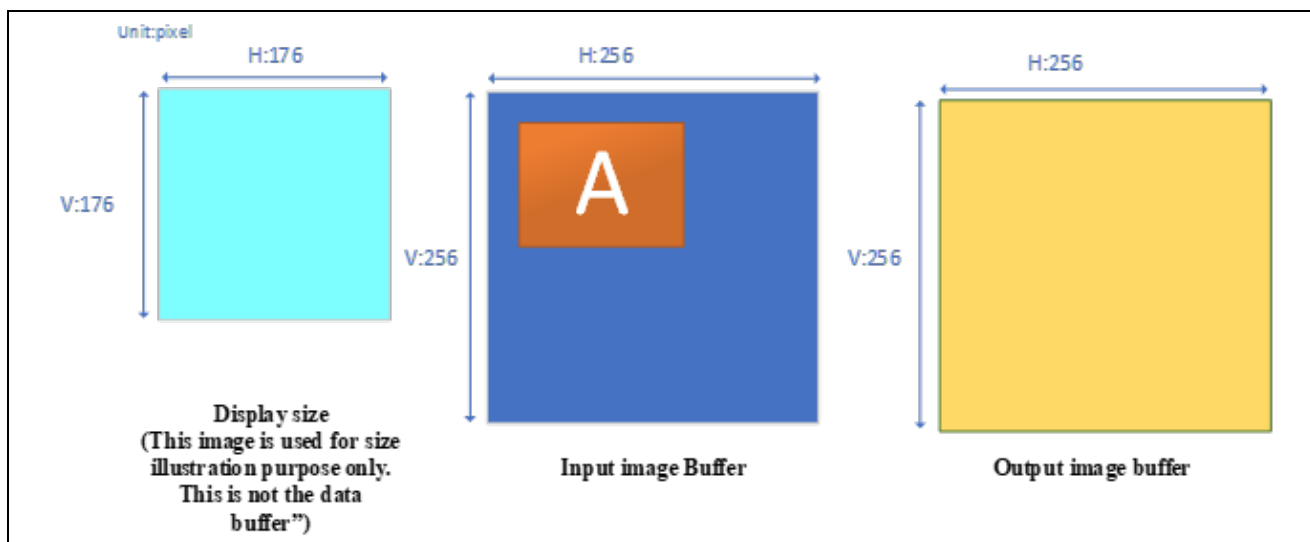 Unit:pixel
H:176
V:176
Display size
(This image is used for size
illustration purpose only.
This is not the data
buffer”)
H:256
V:256
A
Input image Buffer
H:256
V:256
Output image buffer